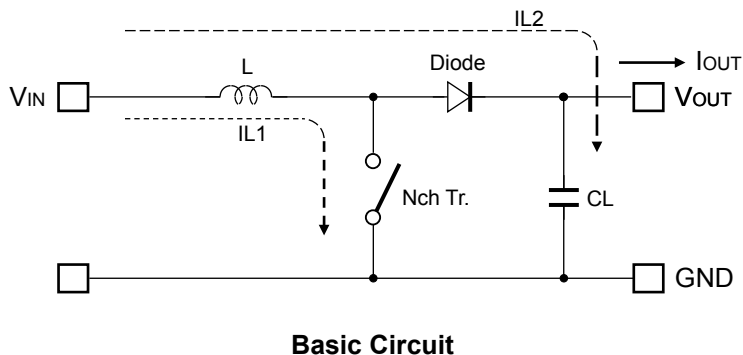 IL2
IOUT
Diode
L
VIN
VOUT
IL1
Nch Tr.
CL
GND
Basic Circuit